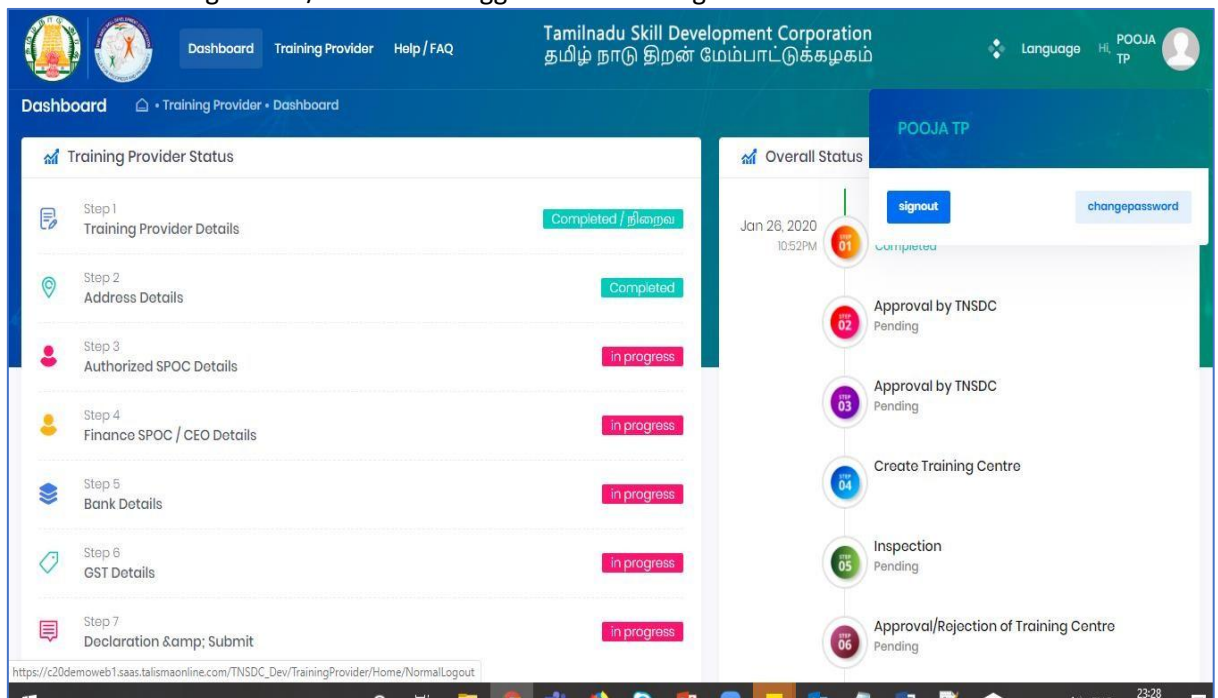 Dashboard Training Provider Help / FAQ
Tamilnadu Skill Development Corporation
தமிழ் நாடு திறன் மேம்பாட்டுக்கழகம்
Language Hi, POOJA
TP
Dashboard • Training Provider • Dashboard
POOJA TP
signout changepassword
Training Provider Status
Step 1
Training Provider Details
Completed / நிறைவு
Step 2
Address Details
Completed
Step 3
Authorized SPOC Details
in progress
Step 4
Finance SPOC / CEO Details
in progress
Step 5
Bank Details
in progress
Step 6
GST Details
in progress
Step 7
Declaration &amp; Submit
in progress
Overall Status
Jan 26, 2020
10:52PM
STEP
01
Completed
STEP
02
Approval by TNSDC
Pending
STEP
03
Approval by TNSDC
Pending
STEP
04
Create Training Centre
STEP
05
Inspection
Pending
STEP
06
Approval/Rejection of Training Centre
Pending
https://c20demoweb1.saas.talismaonline.com/TNSDC_Dev/TrainingProvider/Home/NormalLogout
23:28